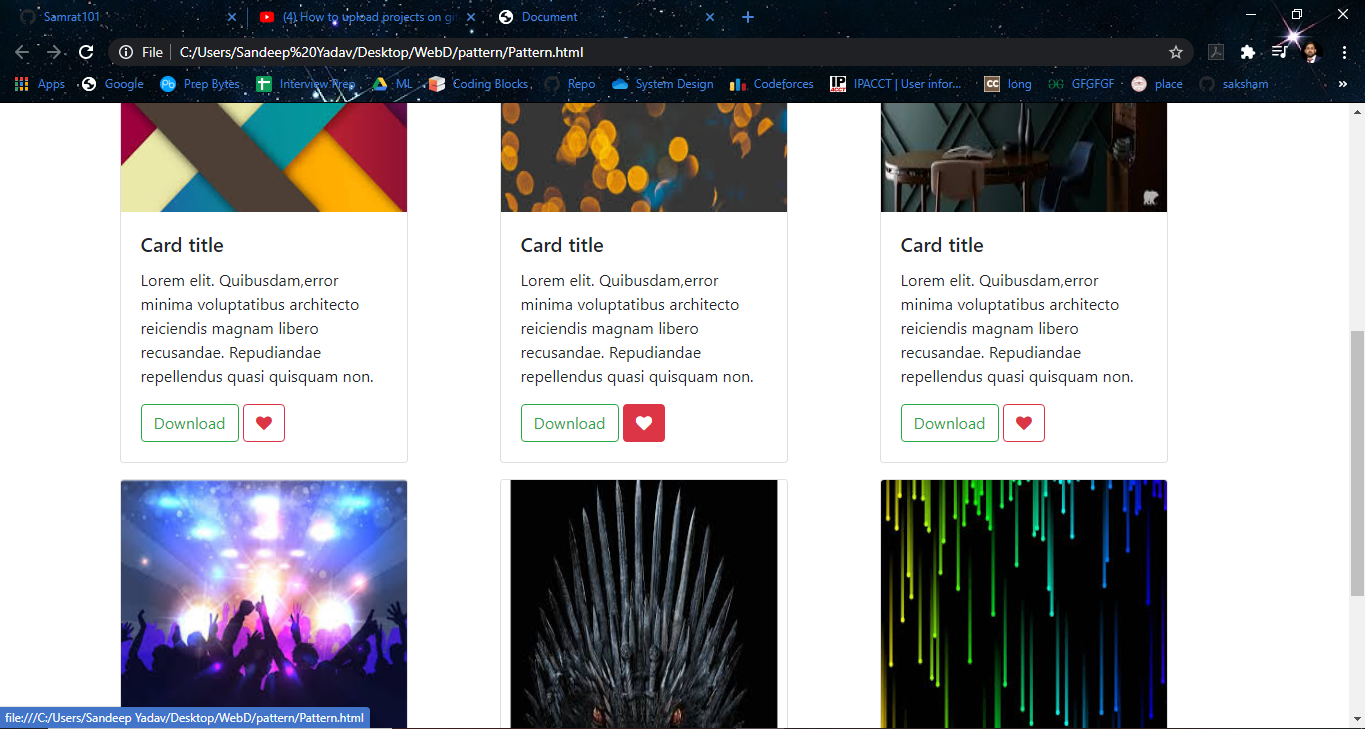 Samrat101
(4) How to upload projects on git
Document
File
C:/Users/Sandeep%20Yadav/Desktop/WebD/pattern/Pattern.html
Apps
Google
Pb
Prep Bytes
Interview Prep
ML
Coding Blocks
Repo
System Design
Codeforces
IP
IPACCT | User infor...
CC
long
GFGFGF
place
saksham
»
Card title
Lorem elit. Quibusdam,error
minima voluptatibus architecto
reiciendis magnam libero
recusandae. Repudiandae
repellendus quasi quisquam non.
Download
Card title
Lorem elit. Quibusdam,error
minima voluptatibus architecto
reiciendis magnam libero
recusandae. Repudiandae
repellendus quasi quisquam non.
Download
Card title
Lorem elit. Quibusdam,error
minima voluptatibus architecto
reiciendis magnam libero
recusandae. Repudiandae
repellendus quasi quisquam non.
Download
file:///C:/Users/Sandeep Yadav/Desktop/WebD/pattern/Pattern.html